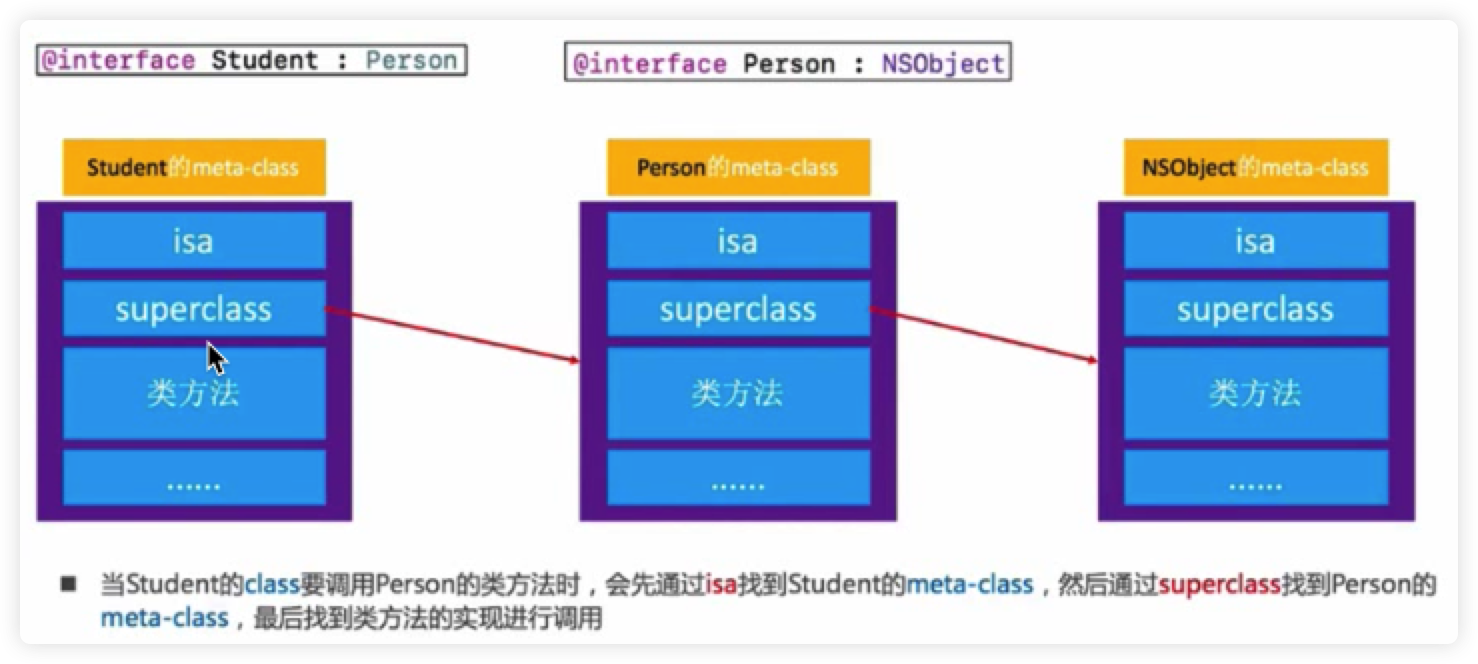 @interface Student : Person
@interface Person : NSObject
Student的meta-class
Person的meta-class
NSObject的meta-class
isa
isa
isa
superclass
superclass
superclass
类方法
类方法
类方法
......
......
......
■ 当Student的class要调用Person的类方法时，会先通过isa找到Student的meta-class，然后通过superclass找到Person的
meta-class，最后找到类方法的实现进行调用